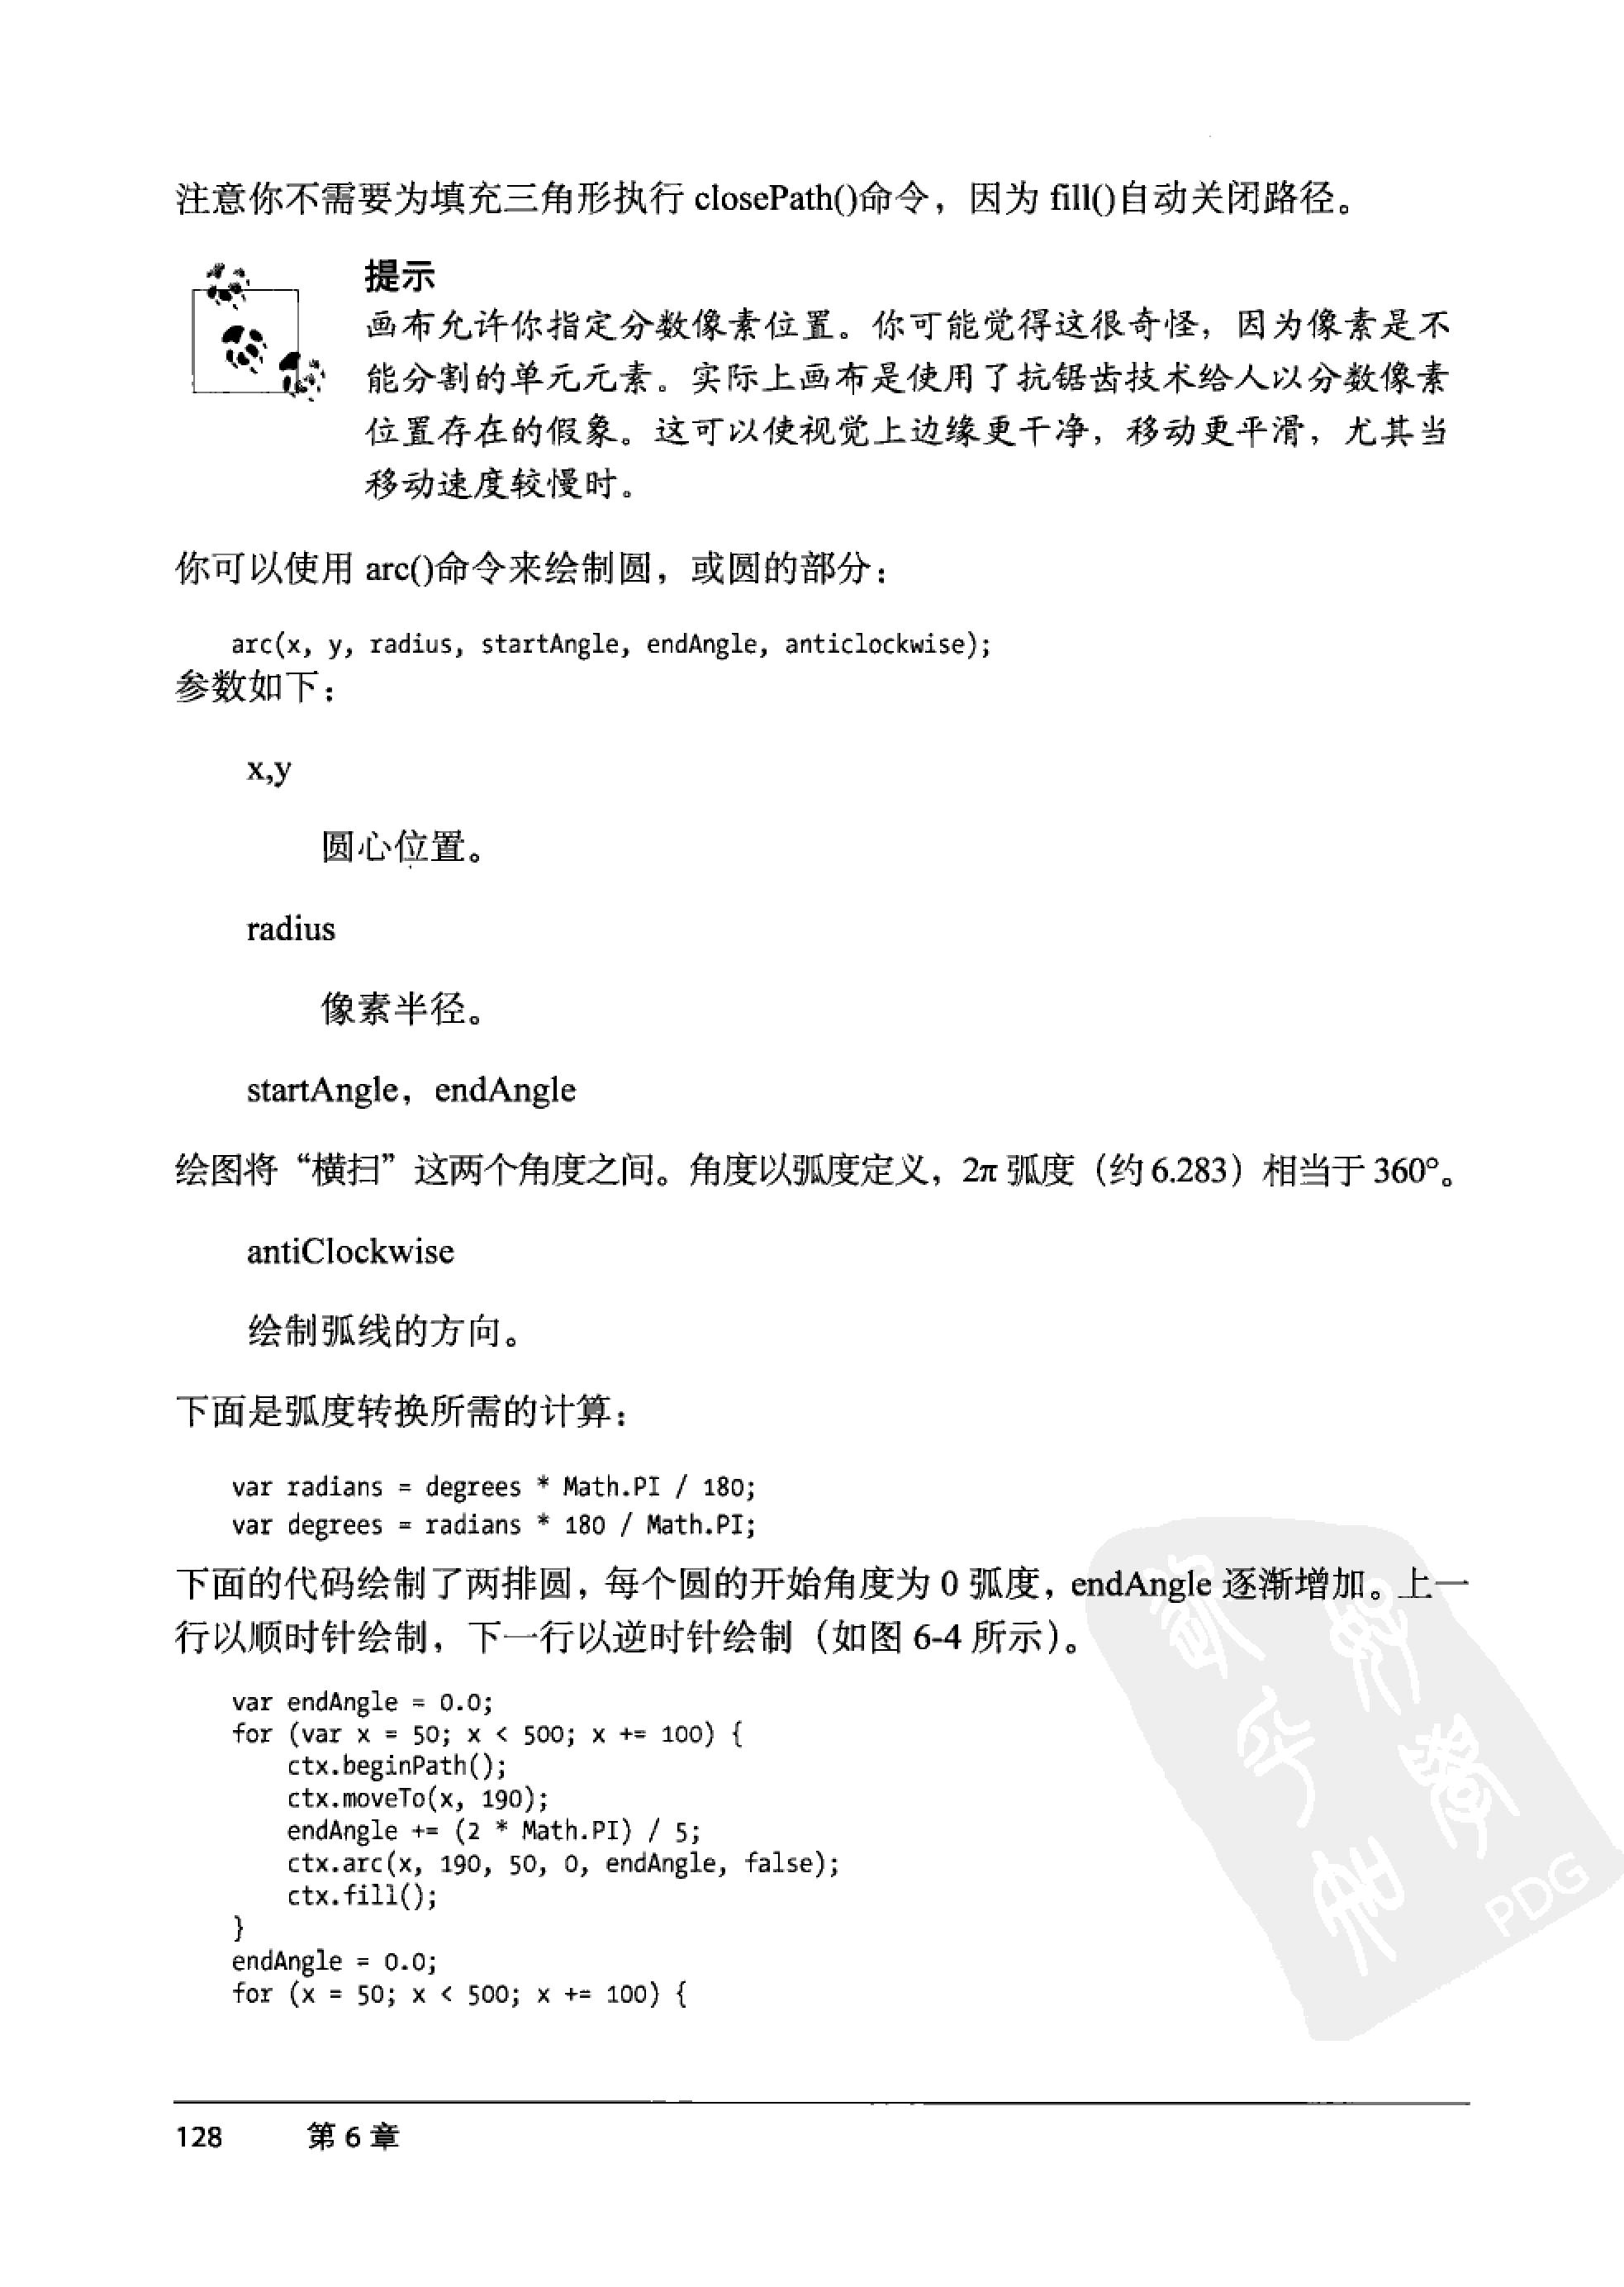 注意你不需要为填充三角形执行 closePath()命令，因为 fill()自动关闭路径。
提示
画布允许你指定分数像素位置。你可能觉得这很奇怪，因为像素是不
能分割的单元元素。实际上画布是使用了抗锯齿技术给人以分数像素
位置存在的假象。这可以使视觉上边缘更干净，移动更平滑，尤其当
移动速度较慢时。
你可以使用 arc()命令来绘制圆，或圆的部分：
arc(x, y, radius, startAngle, endAngle, anticlockwise);
参数如下：
x,y
圆心位置。
radius
像素半径。
startAngle，endAngle
绘图将“横扫”这两个角度之间。角度以弧度定义，2π 弧度（约 6.283）相当于 360°。
antiClockwise
绘制弧线的方向。
下面是弧度转换所需的计算：
var radians = degrees * Math.PI / 180;
var degrees = radians * 180 / Math.PI;
下面的代码绘制了两排圆，每个圆的开始角度为 0 弧度，endAngle 逐渐增加。上一
行以顺时针绘制，下一行以逆时针绘制（如图 6-4 所示）。
var endAngle = 0.0;
for (var x = 50; x < 500; x += 100) {
ctx.beginPath();
ctx.moveTo(x, 190);
endAngle += (2 * Math.PI) / 5;
ctx.arc(x, 190, 50, 0, endAngle, false);
ctx.fill();
}
endAngle = 0.0;
for (x = 50; x < 500; x += 100) {
PDG
128 第 6 章